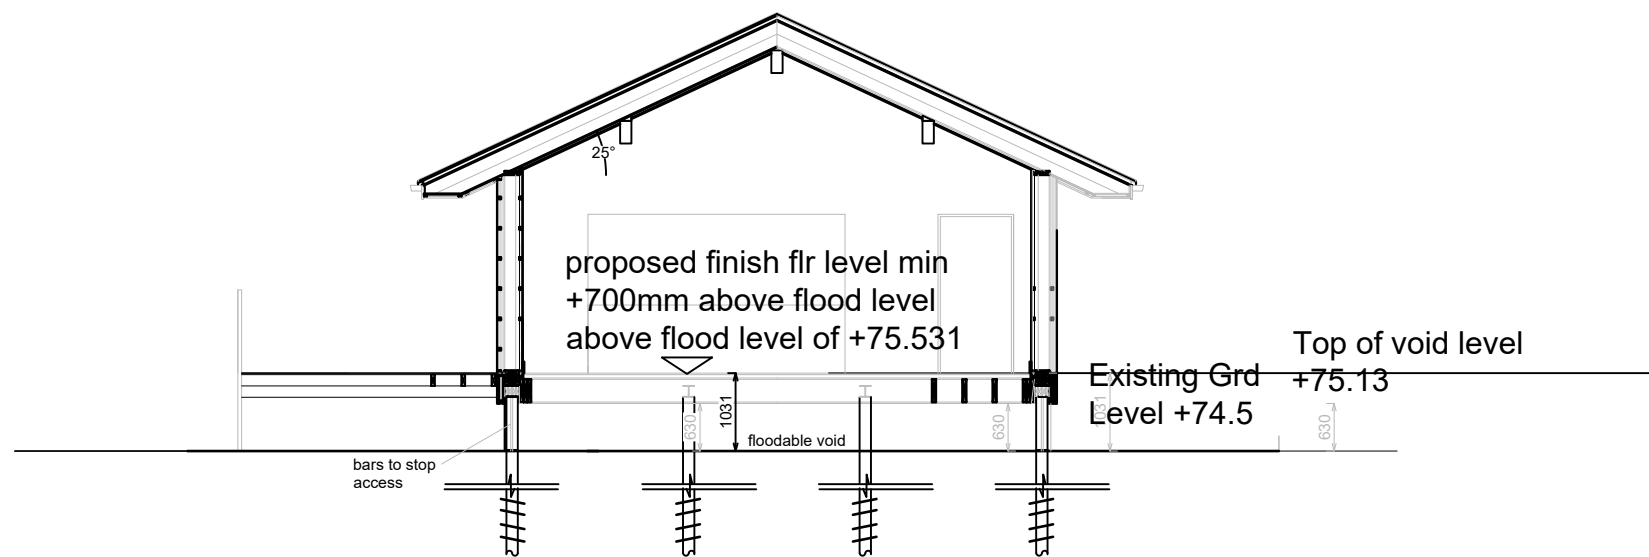 25°
proposed finish flr level min
+700mm above flood level
above flood level of +75.531
Top of void level
+75.13
Existing Grd
Level +74.5
1031
1031
630
630
630
floodable void
bars to stop
access